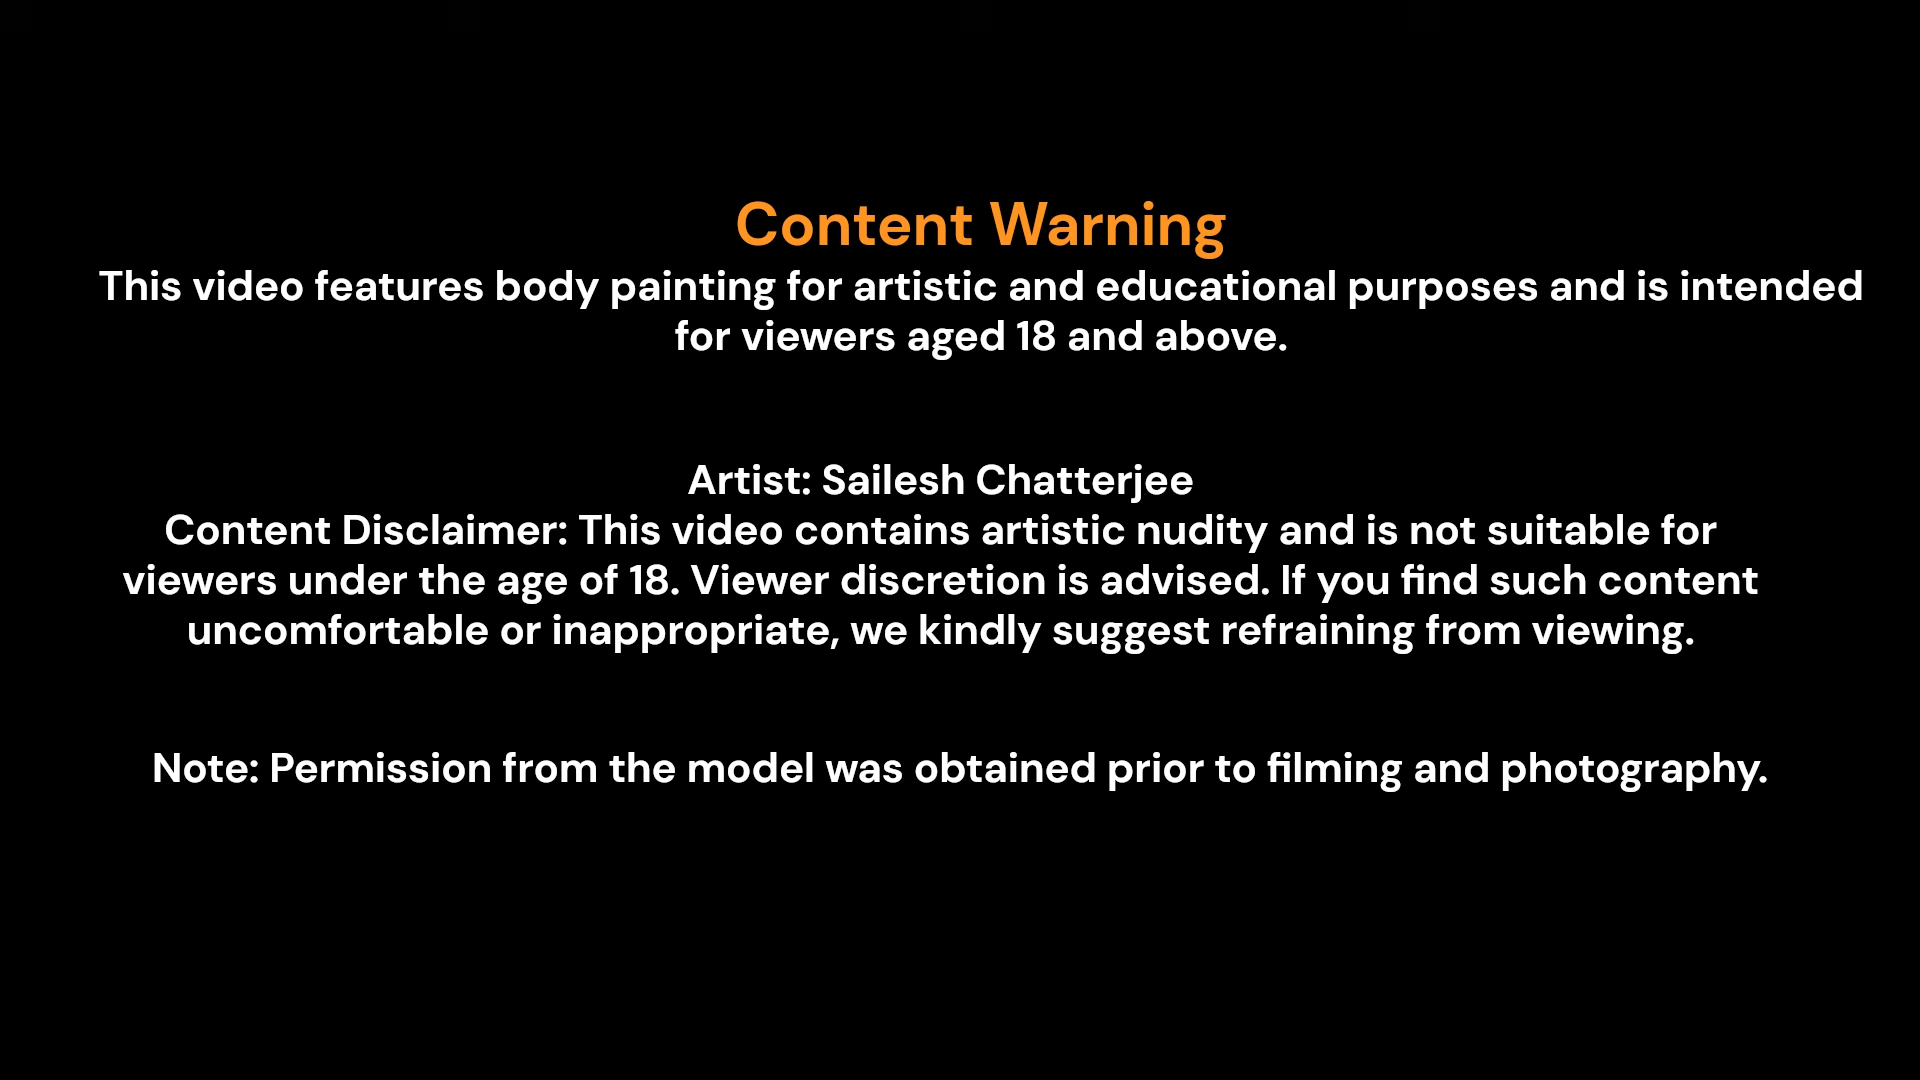 Content Warning
This video features body painting for artistic and educational purposes and is intended
for viewers aged 18 and above.
Artist: Sailesh Chatterjee
Content Disclaimer: This video contains artistic nudity and is not suitable for
viewers under the age of 18. Viewer discretion is advised. If you find such content
uncomfortable or inappropriate, we kindly suggest refraining from viewing.
Note: Permission from the model was obtained prior to filming and photography.